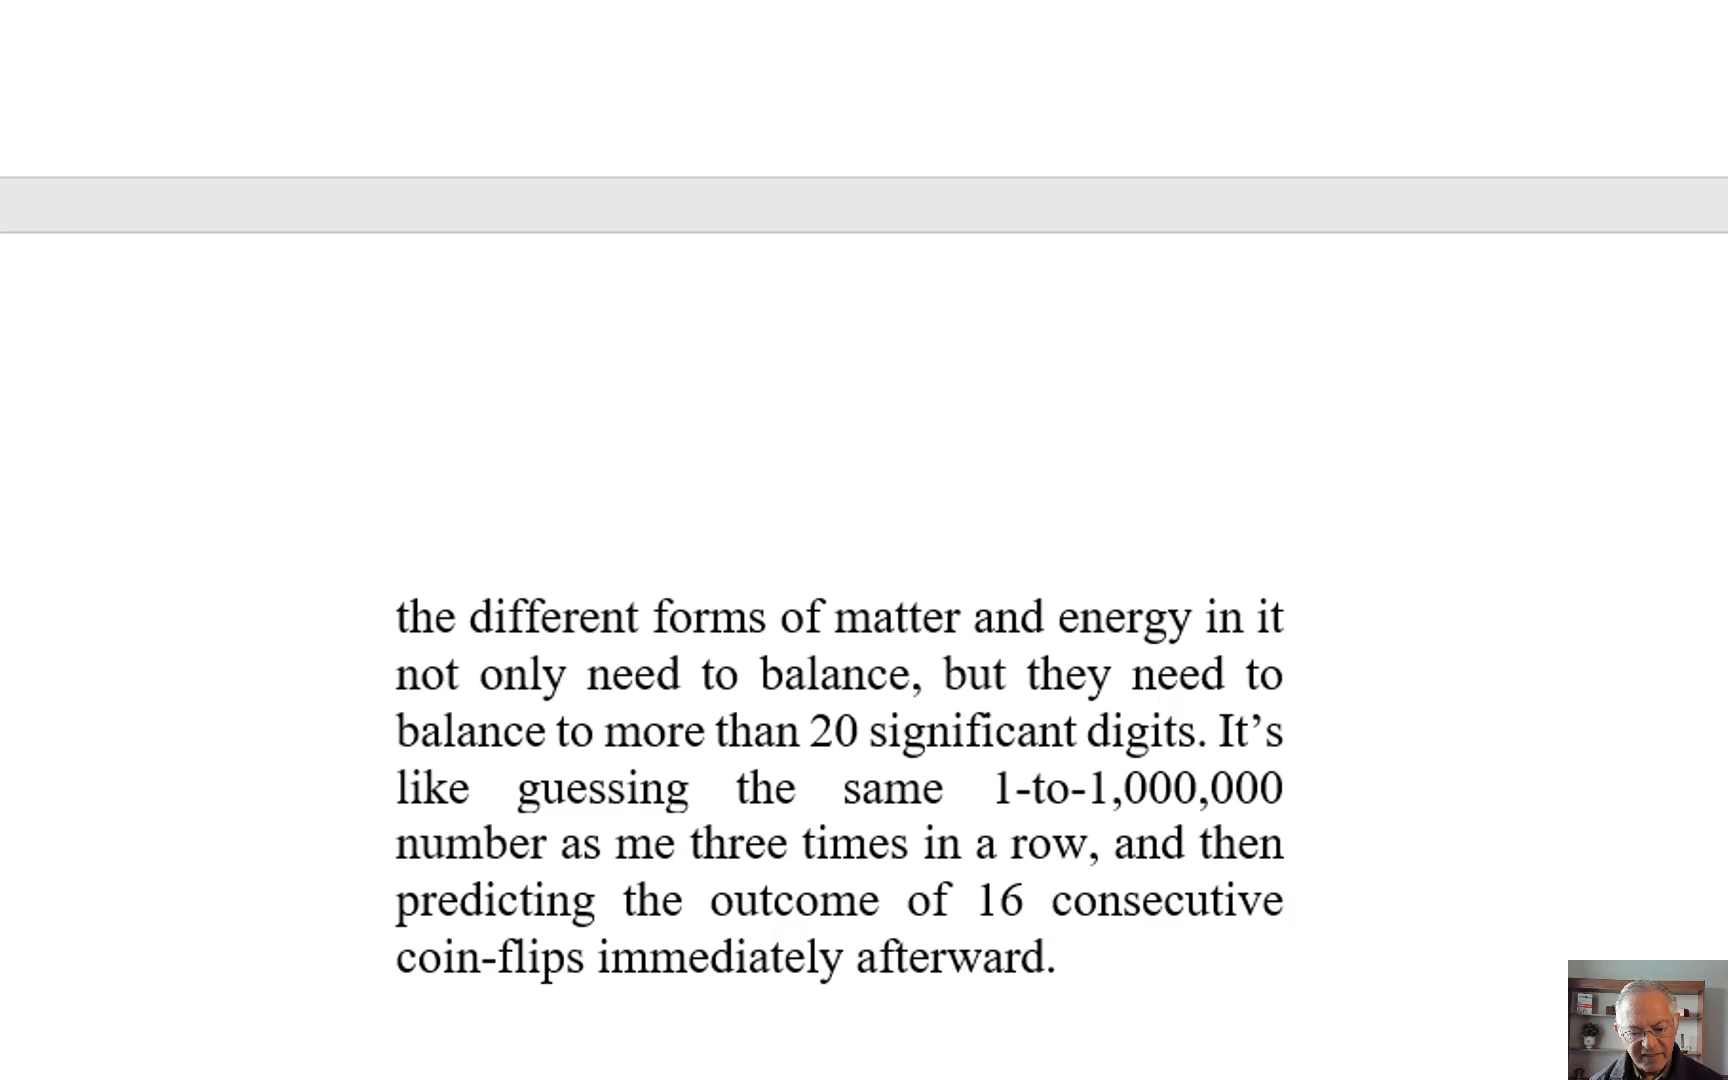 the different forms of matter and energy in it
not only need to balance, but they need to
balance to more than 20 significant digits. It’s
like guessing the same 1-to-1,000,000
number as me three times in a row, and then
predicting the outcome of 16 consecutive
coin-flips immediately afterward.